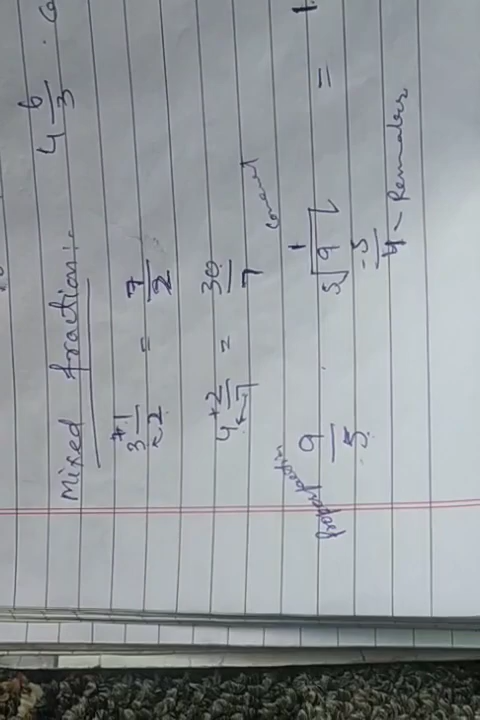 Mixed fraction:- 4 6/3
3 1/2 = 7/2
4 2/7 = 30/7
9/5 5)9( 1 = 1
-5
4 - Remainder